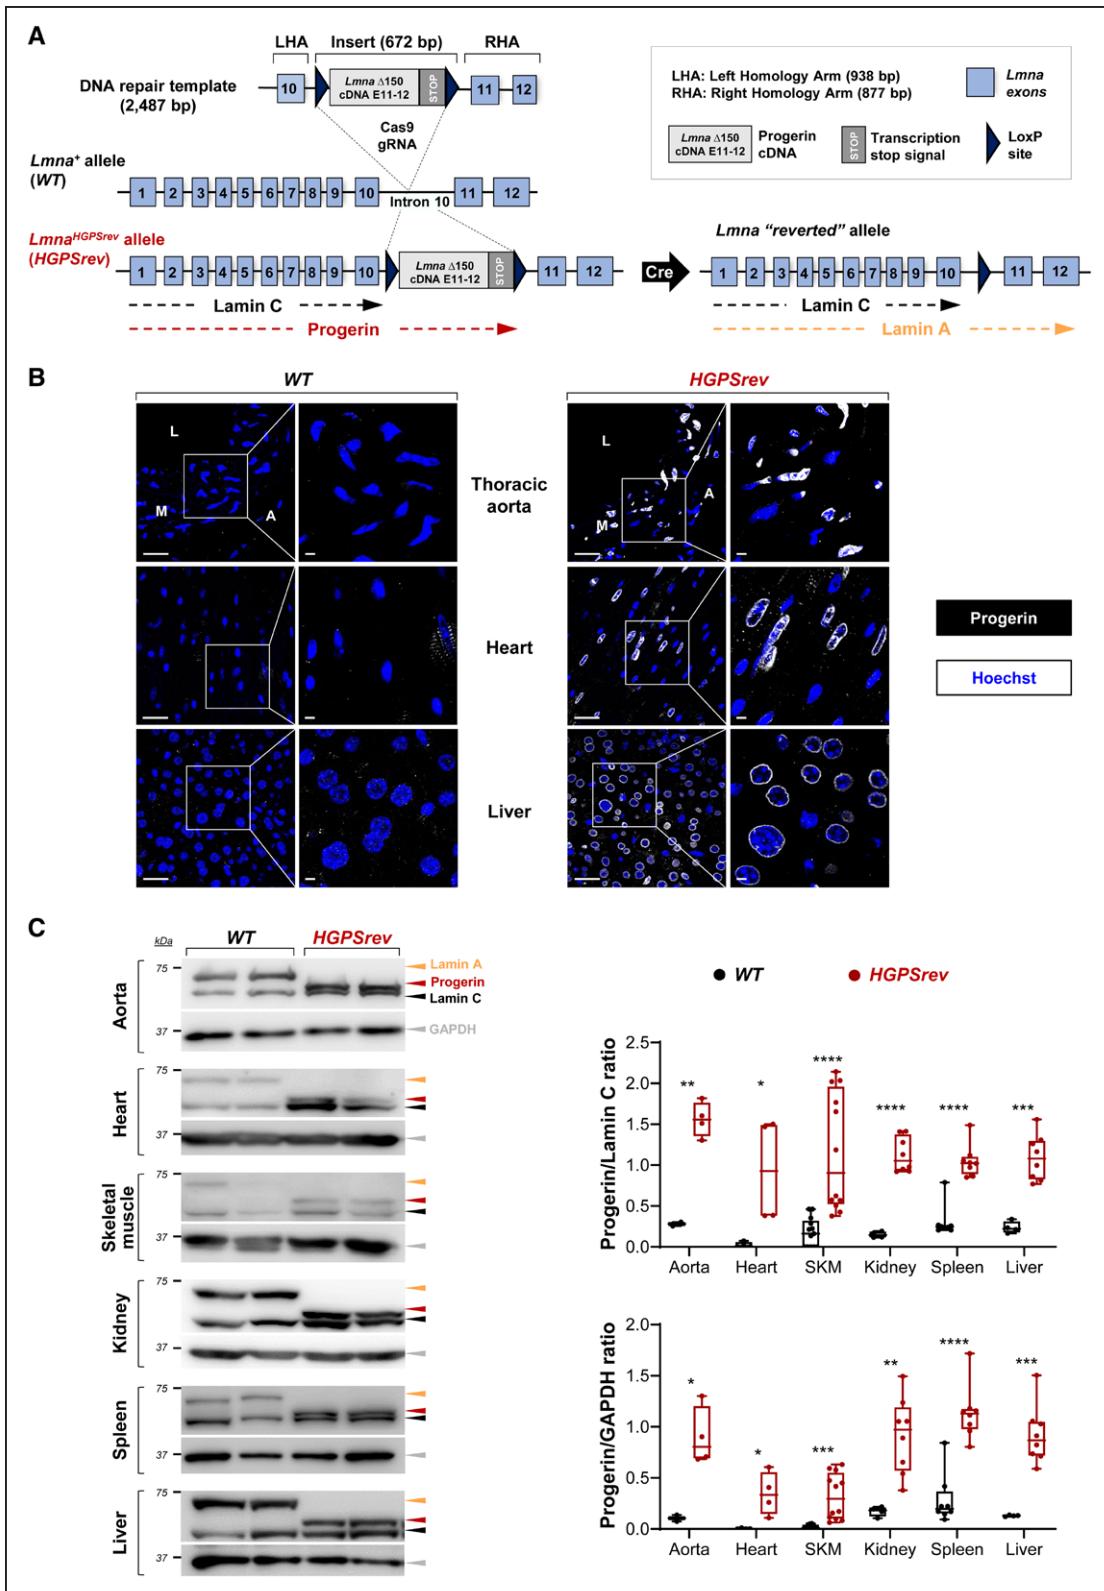 A
LHA Insert (672 bp) RHA
DNA repair template
(2,487 bp)
10 Lmna Δ150
cDNA E11-12 STOP 11 12
Cas9
gRNA
Lmna+ allele
(WT)
1 2 3 4 5 6 7 8 9 10 11 12
Intron 10
LmnaHGPSrev allele
(HGPSrev)
1 2 3 4 5 6 7 8 9 10 Lmna Δ150
cDNA E11-12 STOP 11 12
Lamin C
Progerin
LHA: Left Homology Arm (938 bp)
RHA: Right Homology Arm (877 bp)
Lmna
exons
Lmna Δ150
cDNA E11-12
Progerin
cDNA
STOP
Transcription
stop signal
LoxP
site
Cre
Lmna "reverted" allele
1 2 3 4 5 6 7 8 9 10 11 12
Lamin C
Lamin A
B
WT HGPSrev
L
M
A
Thoracic
aorta
L
M
A
Heart
Liver
Progerin
Hoechst
C
kDa
WT HGPSrev
Aorta
75
37
Lamin A
Progerin
Lamin C
GAPDH
Heart
75
37
Skeletal
muscle
75
37
Kidney
75
37
Spleen
75
37
Liver
75
37
WT HGPSrev
Progerin/Lamin C ratio
2.5
2.0
1.5
1.0
0.5
0.0
** * **** **** **** ***
Aorta Heart SKM Kidney Spleen Liver
Progerin/GAPDH ratio
2.0
1.5
1.0
0.5
0.0
* * *** ** **** ***
Aorta Heart SKM Kidney Spleen Liver